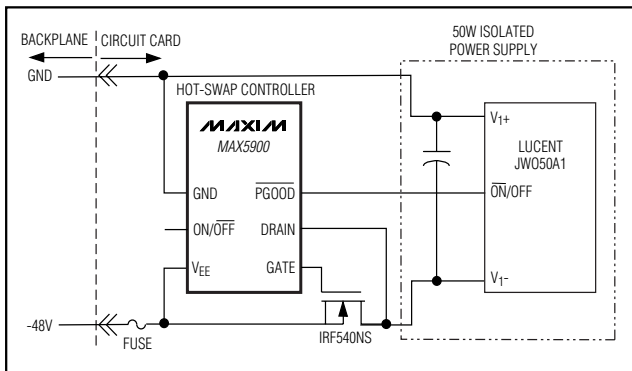 BACKPLANE
CIRCUIT CARD
GND
HOT-SWAP CONTROLLER
MAXIM
MAX5900
GND
PGOOD
ON/OFF
DRAIN
VEE
GATE
-48V
FUSE
IRF540NS
50W ISOLATED
POWER SUPPLY
V1+
LUCENT
JWO50A1
ON/OFF
V1-